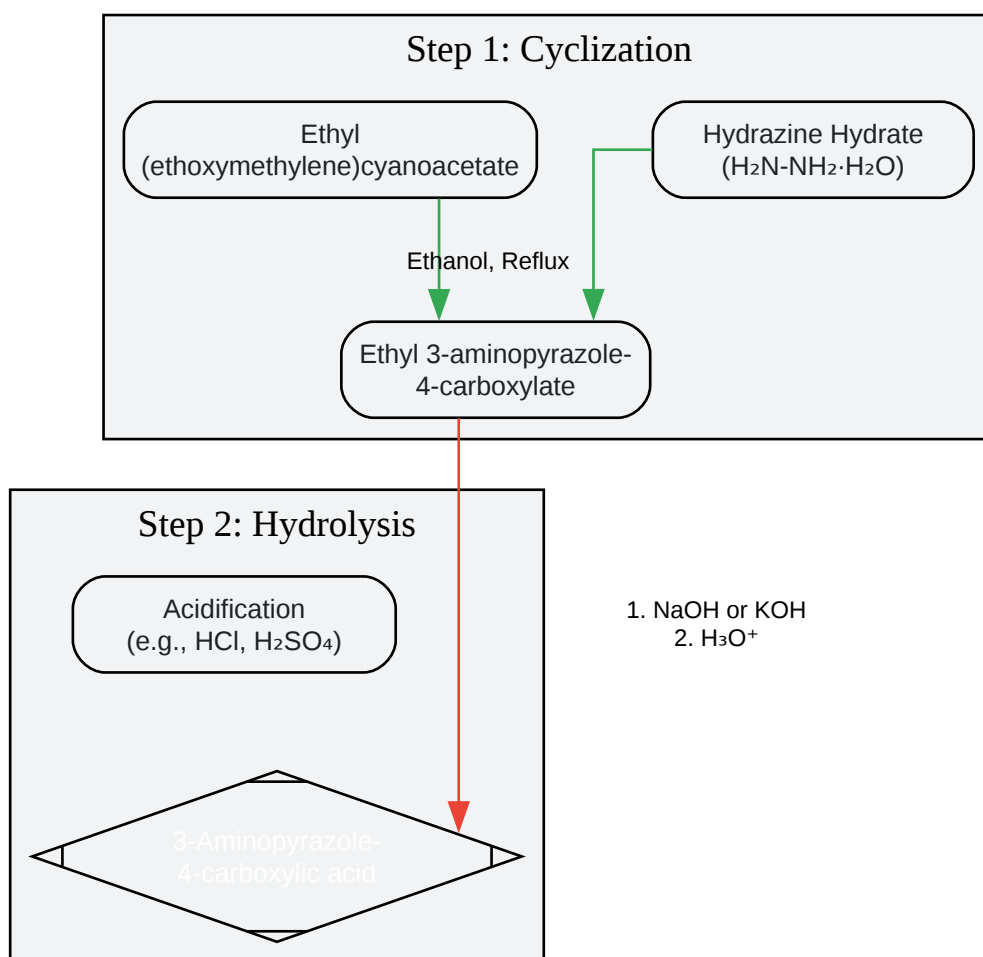 Step 1: Cyclization
Ethyl
(ethoxymethylene)cyanoacetate
Hydrazine Hydrate
(H₂N-NH₂·H₂O)
Ethanol, Reflux
Ethyl 3-aminopyrazole-
4-carboxylate
Step 2: Hydrolysis
Acidification
(e.g., HCl, H₂SO₄)
1. NaOH or KOH
2. H₃O⁺
3-Aminopyrazole-
4-carboxylic acid